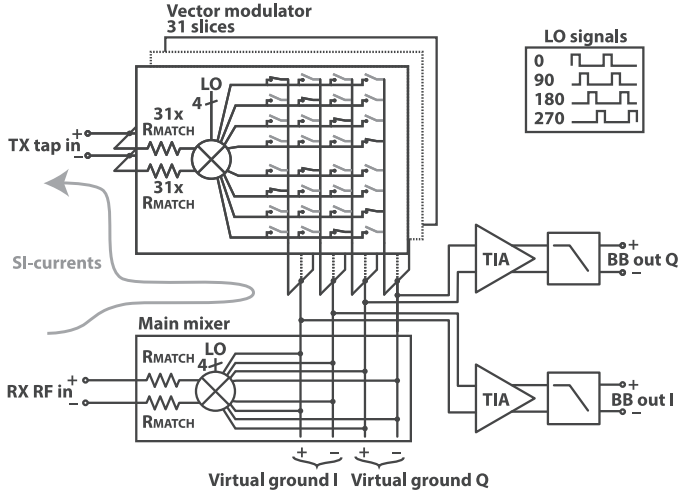 Vector modulator
31 slices
LO signals
0
90
180
270
LO
4
31x
RMATCH
TX tap in
+
−
31x
RMATCH
SI-currents
TIA
+
BB out Q
−
Main mixer
LO
4
RMATCH
RX RF in
+
−
RMATCH
TIA
+
BB out I
−
+ − + −
Virtual ground I Virtual ground Q